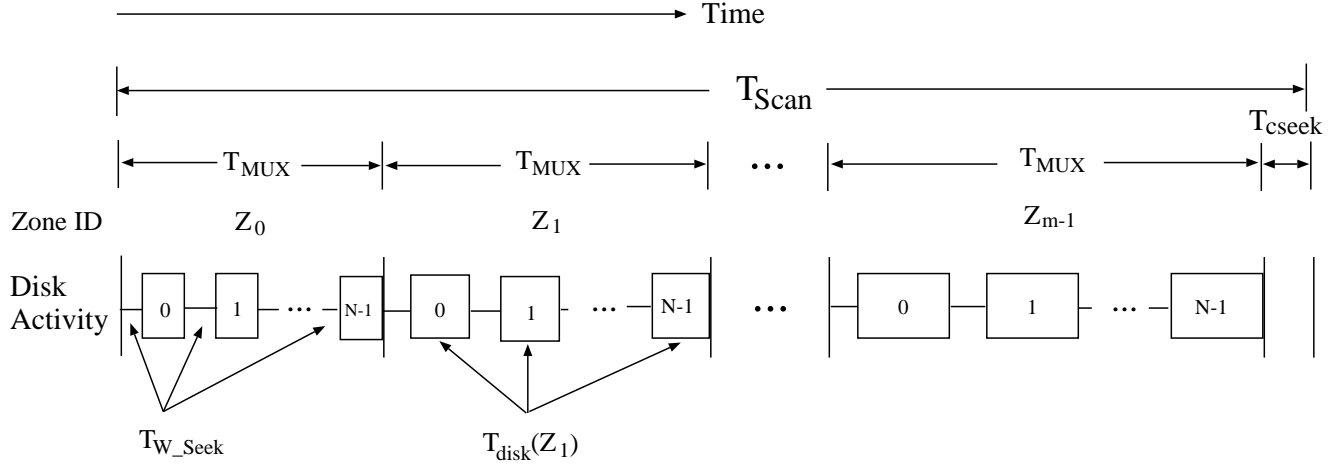 Time
T_Scan
T_cseek
T_MUX T_MUX ... T_MUX
Zone ID Z_0 Z_1 Z_m-1
Disk Activity
0 1 ... N-1 0 1 ... N-1 ... 0 1 ... N-1
T_W_Seek T_disk(Z_1)